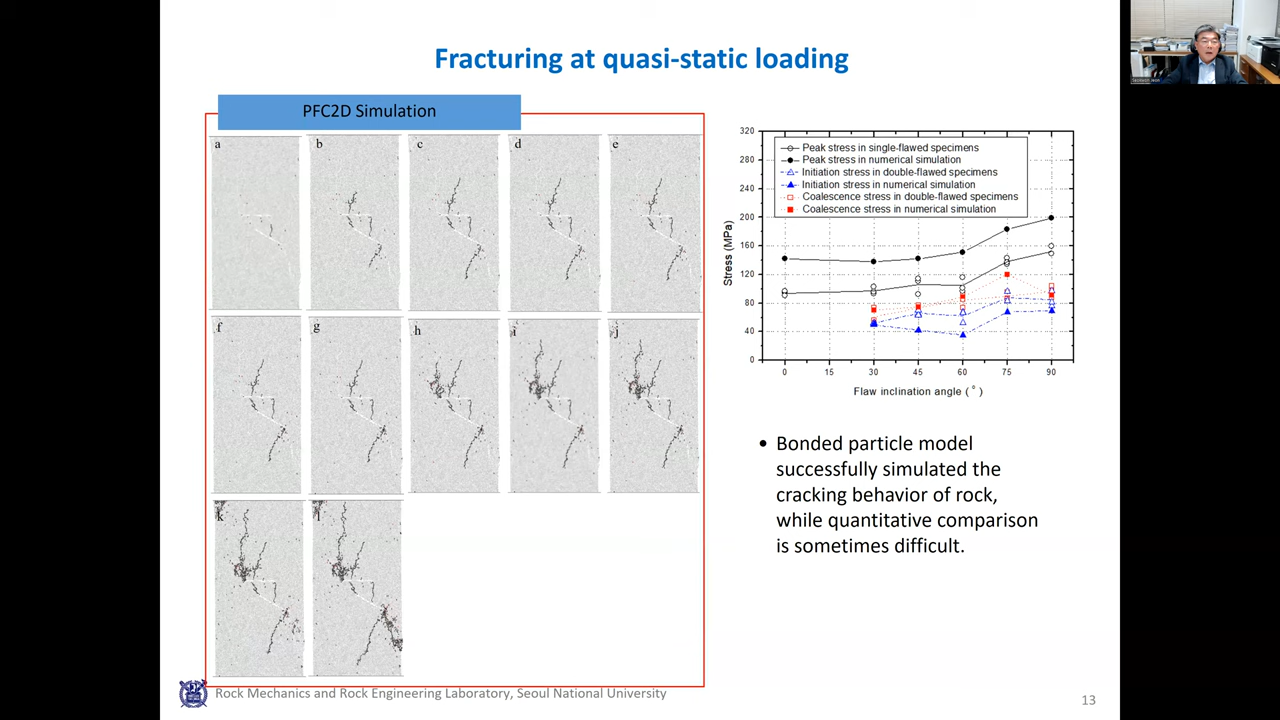 Fracturing at quasi-static loading
PFC2D Simulation
a b c d e
f g h i j
k l
320
280
240
200
160
120
80
40
0
Stress (MPa)
Peak stress in single-flawed specimens
Peak stress in numerical simulation
Initiation stress in double-flawed specimens
Initiation stress in numerical simulation
Coalescence stress in double-flawed specimens
Coalescence stress in numerical simulation
0 15 30 45 60 75 90
Flaw inclination angle ( ° )
• Bonded particle model
successfully simulated the
cracking behavior of rock,
while quantitative comparison
is sometimes difficult.
Rock Mechanics and Rock Engineering Laboratory, Seoul National University
13